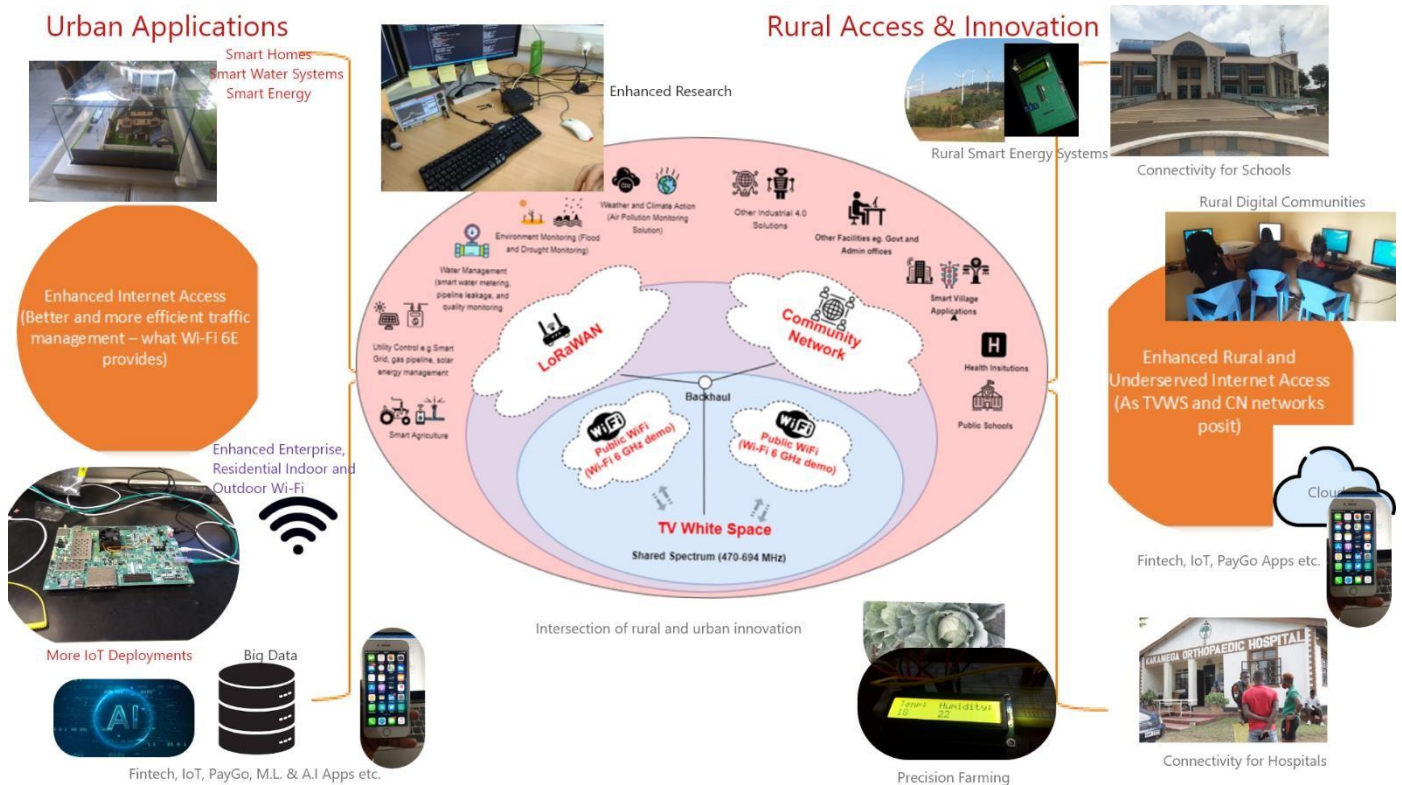 Urban Applications
Smart Homes
Smart Water Systems
Smart Energy
Enhanced Research
Rural Access & Innovation
Rural Smart Energy Systems
Connectivity for Schools
Rural Digital Communities
Enhanced Internet Access
(Better and more efficient traffic
management – what Wi-Fi 6E
provides)
Weather and Climate Action
(Air Pollution Monitoring
Solution)
Other Industrial 4.0
Solutions
Other Facilities eg. Govt and
Admin offices
Environment Monitoring (Flood
and Drought Monitoring)
Water Management
(smart water metering,
pipeline leakage, and
quality monitoring
Smart Village
Applications
Utility Control e.g.Smart
Grid, gas pipeline, solar
energy management
H
Health Insitutions
Public Schools
Smart Agriculture
LoRaWAN
Community
Network
Backhaul
WiFi
Public WiFi
(Wi-Fi 6 GHz demo)
WiFi
Public WiFi
(Wi-Fi 6 GHz demo)
TV White Space
Shared Spectrum (470-694 MHz)
Enhanced Rural and
Underserved Internet Access
(As TVWS and CN networks
posit)
Enhanced Enterprise,
Residential Indoor and
Outdoor Wi-Fi
Cloud
Fintech, IoT, PayGo Apps etc.
Intersection of rural and urban innovation
More IoT Deployments
Big Data
AI
Fintech, IoT, PayGo, M.L. & A.I Apps etc.
Temp: Humidity:
18 22
Precision Farming
KAKAMEGA ORTHOPAEDIC HOSPITAL
Connectivity for Hospitals